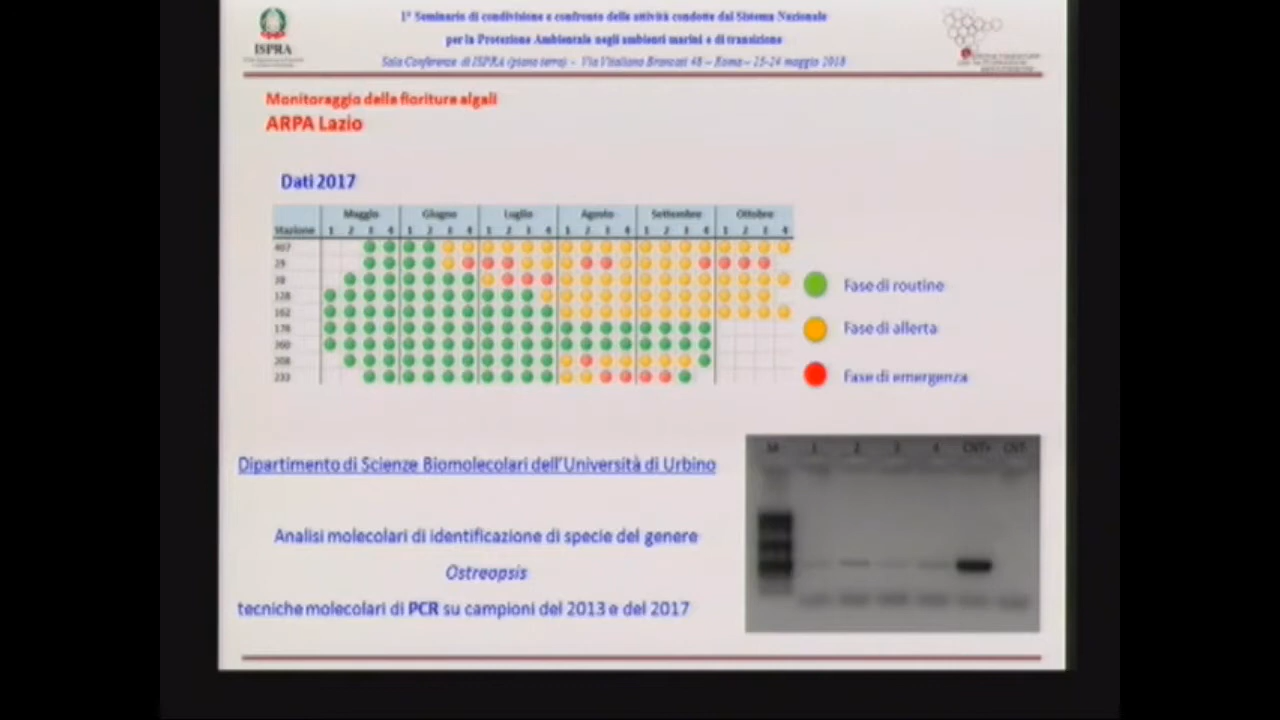 1° Seminario di condivisione e confronto delle attività condotte dal Sistema Nazionale
per la Protezione Ambientale negli ambienti marini e di transizione
Sala Conferenze di ISPRA (piano terra) - Via Vitaliano Brancati 48 – Roma – 23-24 maggio 2018
ISPRA
Monitoraggio delle fioriture algali
ARPA Lazio
Dati 2017
Maggio Giugno Luglio Agosto Settembre Ottobre
Stazione 1 2 3 4 1 2 3 4 1 2 3 4 1 2 3 4 1 2 3 4 1 2 3 4
407
29
30
128
162
178
208
233
Fase di routine
Fase di allerta
Fase di emergenza
Dipartimento di Scienze Biomolecolari dell'Università di Urbino
M 1 2 3 4 CNT+ CNT-
Analisi molecolari di identificazione di specie del genere
Ostreopsis
tecniche molecolari di PCR su campioni del 2013 e del 2017